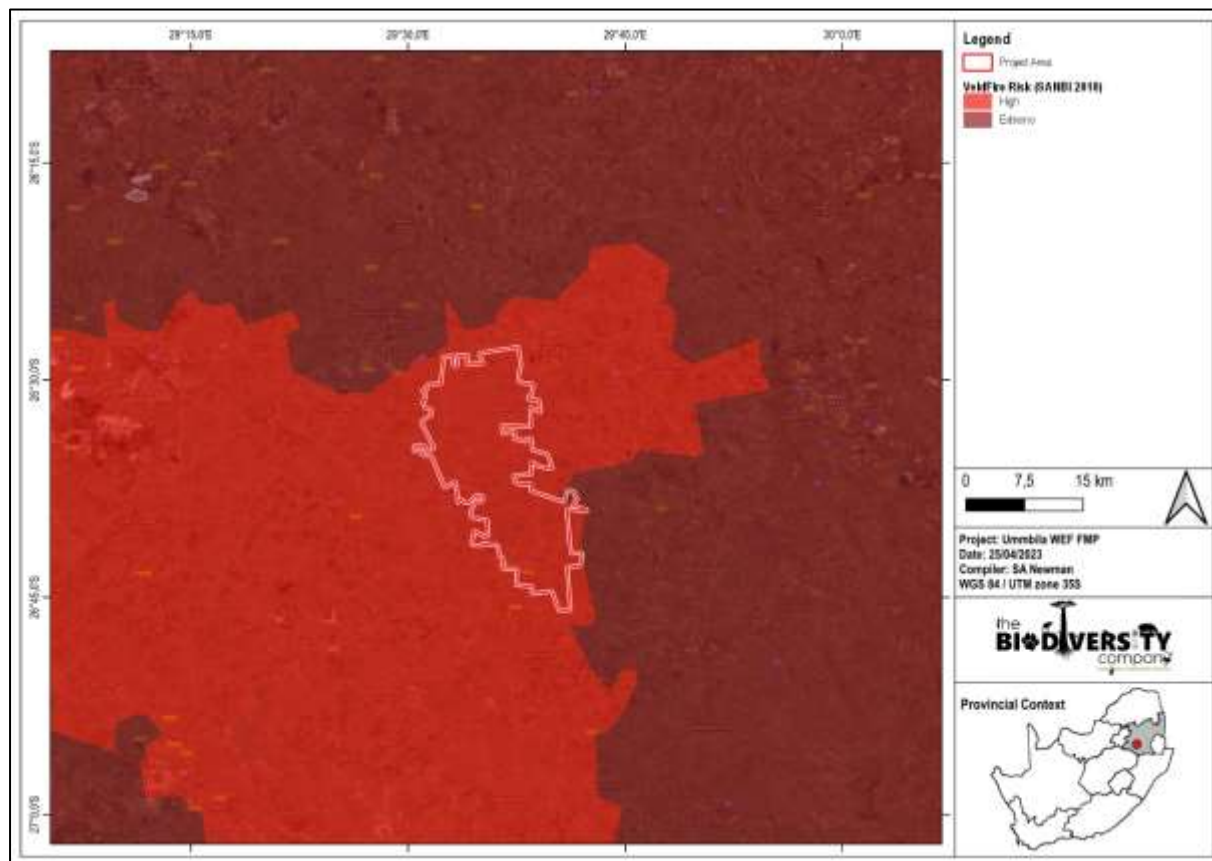 29°15,0'E 29°30,0'E 29°45,0'E 30°0,0'E
26°15,0'S
26°30,0'S
26°45,0'S
27°0,0'S
Legend
Project Area
VeldFire Risk (SANBI 2010)
High
Extreme
0 7,5 15 km
Project: Ummbila WEF FMP
Date: 25/04/2023
Compiler: SA Newman
WGS 84 / UTM zone 35S
the
BIODIVERSITY
company
Provincial Context